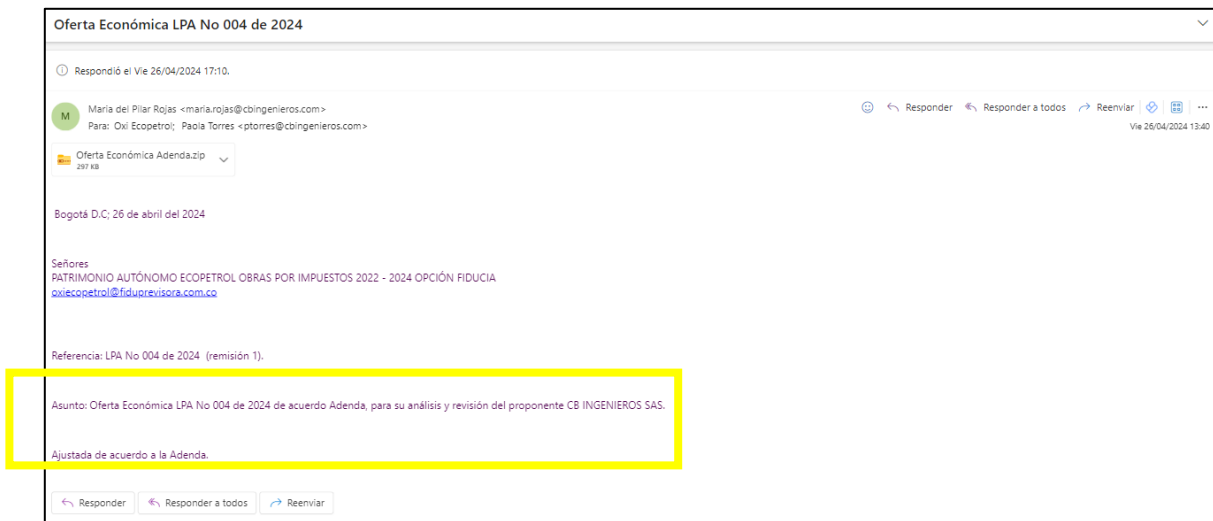 Oferta Económica LPA No 004 de 2024
Respondió el Vie 26/04/2024 17:10.
M
Maria del Pilar Rojas <maria.rojas@cbingenieros.com>
Para: Oxi Ecopetrol; Paola Torres <ptorres@cbingenieros.com>
Responder Responder a todos Reenviar
Vie 26/04/2024 13:40
Oferta Económica Adenda.zip
297 KB
Bogotá D.C; 26 de abril del 2024
Señores
PATRIMONIO AUTÓNOMO ECOPETROL OBRAS POR IMPUESTOS 2022 - 2024 OPCIÓN FIDUCIA
oxiecopetrol@fiduprevisora.com.co
Referencia: LPA No 004 de 2024 (remisión 1).
Asunto: Oferta Económica LPA No 004 de 2024 de acuerdo Adenda, para su análisis y revisión del proponente CB INGENIEROS SAS.
Ajustada de acuerdo a la Adenda.
Responder Responder a todos Reenviar